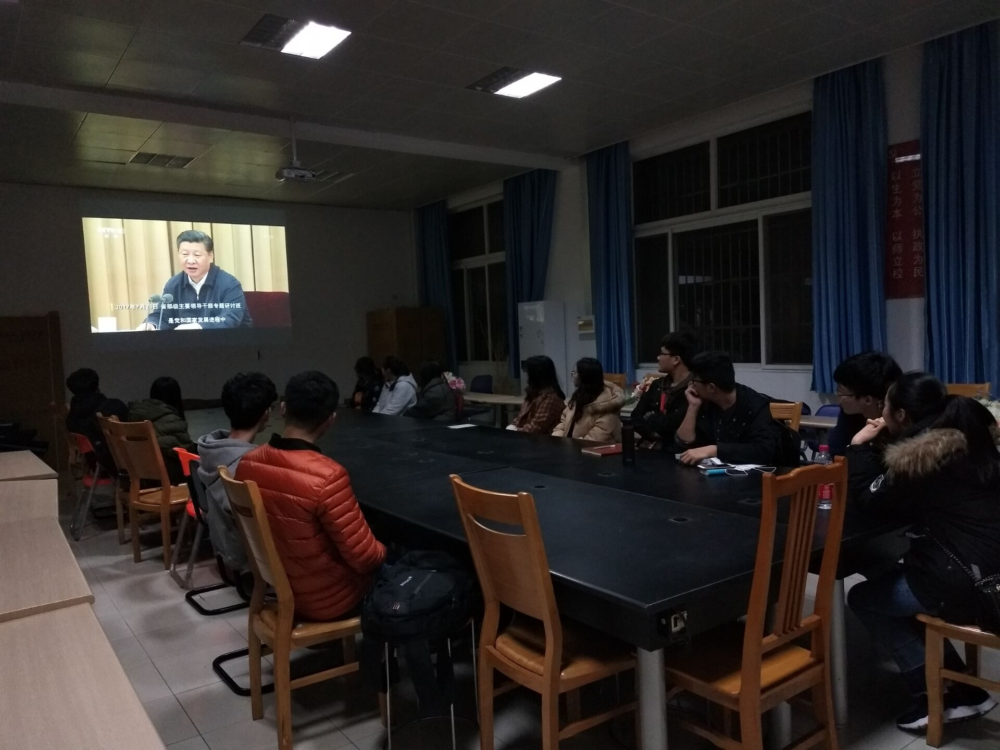 CCTV
2017年7月26日 省部级主要领导干部专题研讨班
是党和国家发展进程中
立党为公 执政为民
以生为本 以师立校